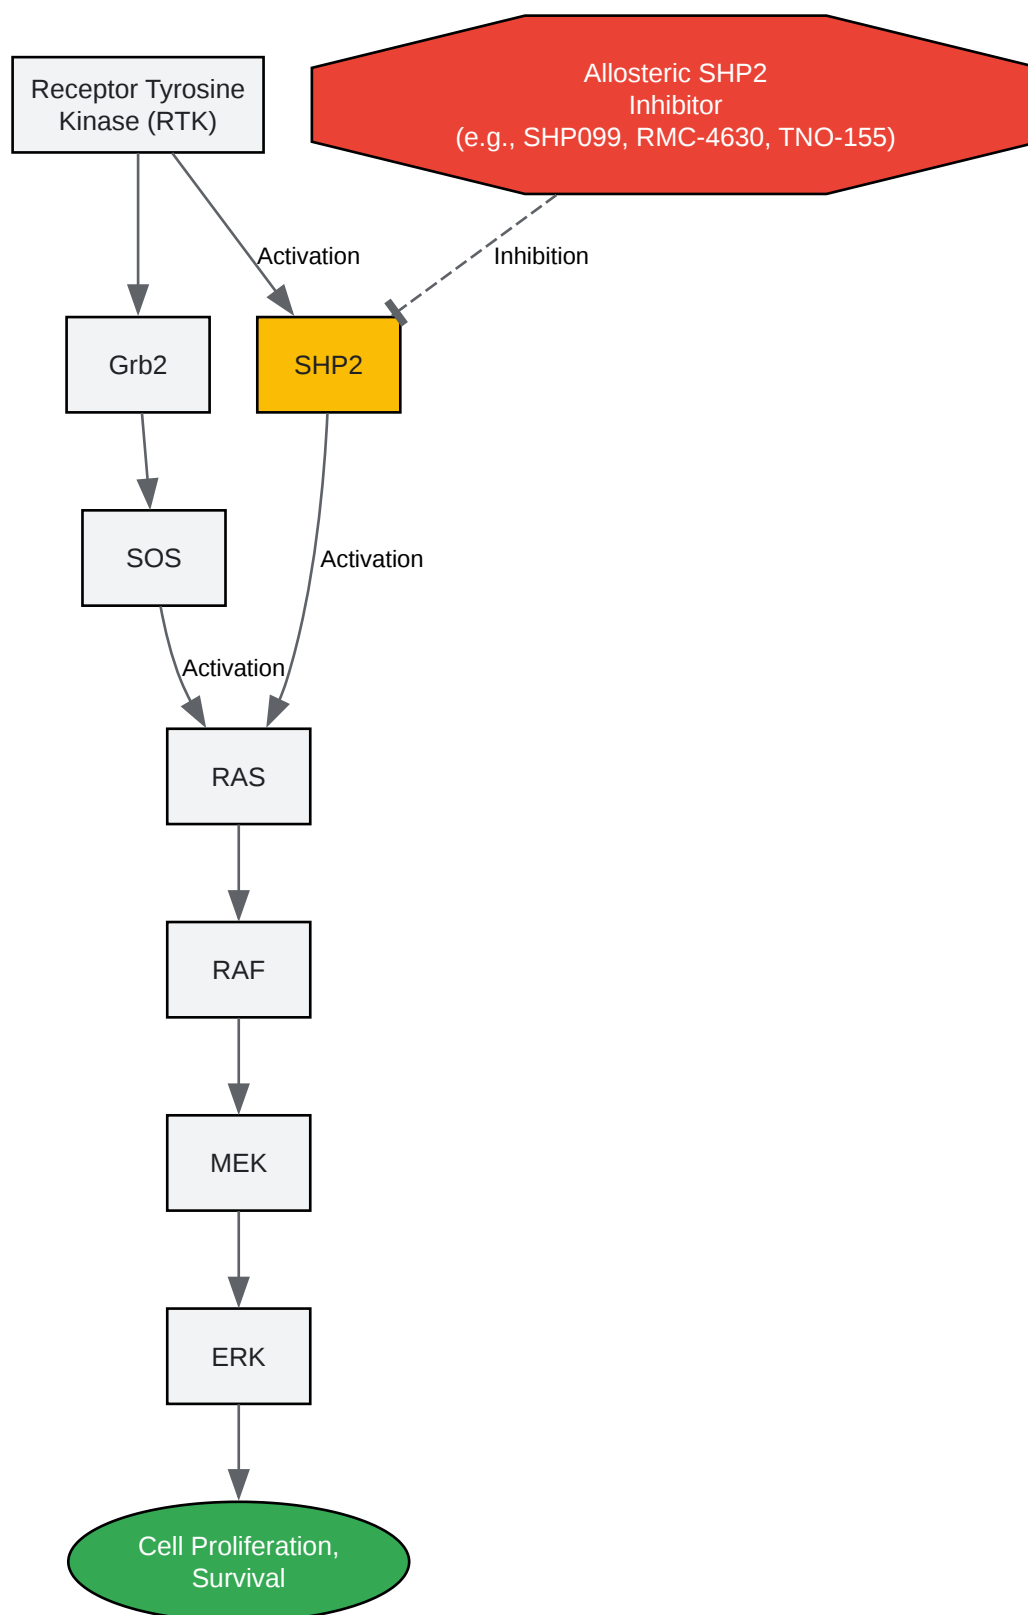 Receptor Tyrosine
Kinase (RTK)
Allosteric SHP2
Inhibitor
(e.g., SHP099, RMC-4630, TNO-155)
Activation
Inhibition
Grb2
SHP2
SOS
Activation
Activation
RAS
RAF
MEK
ERK
Cell Proliferation,
Survival